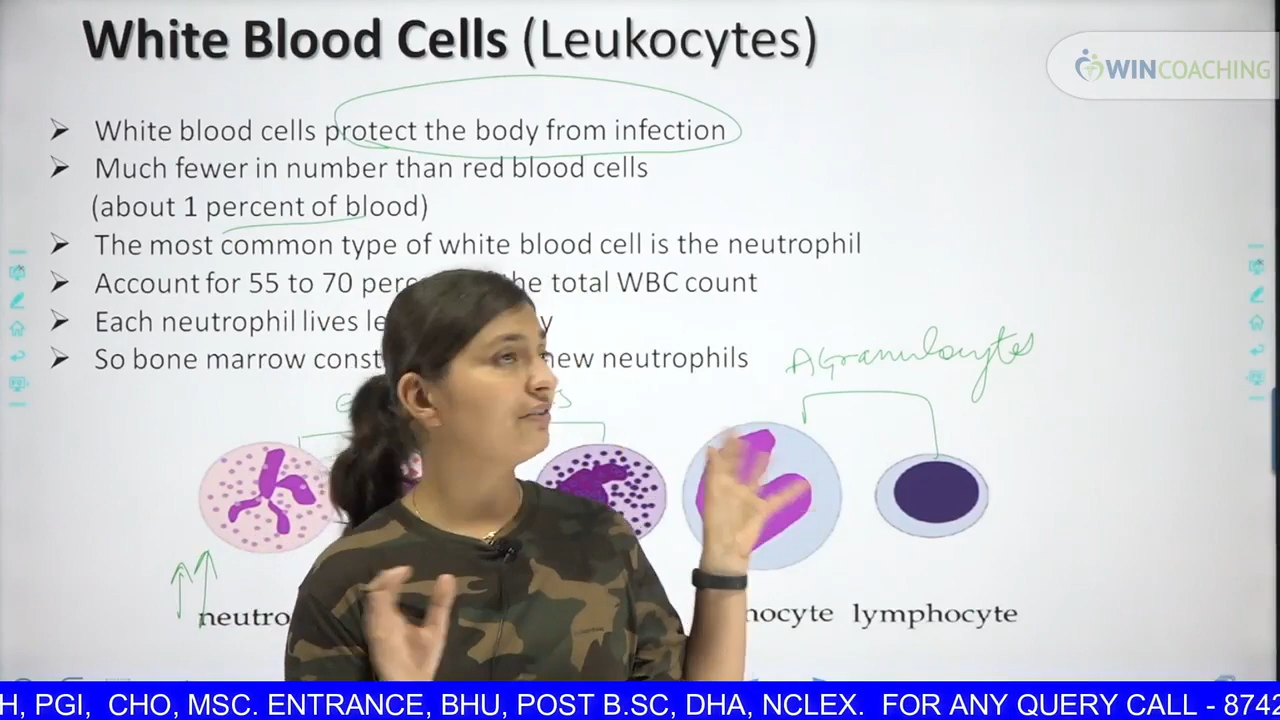 White Blood Cells (Leukocytes)
WINCOACHING
White blood cells protect the body from infection
Much fewer in number than red blood cells
(about 1 percent of blood)
The most common type of white blood cell is the neutrophil
Account for 55 to 70 perc the total WBC count
Each neutrophil lives le y
So bone marrow const new neutrophils
AGranulocytes
neutro nocyte lymphocyte
H, PGI, CHO, MSC. ENTRANCE, BHU, POST B.SC, DHA, NCLEX. FOR ANY QUERY CALL - 8742